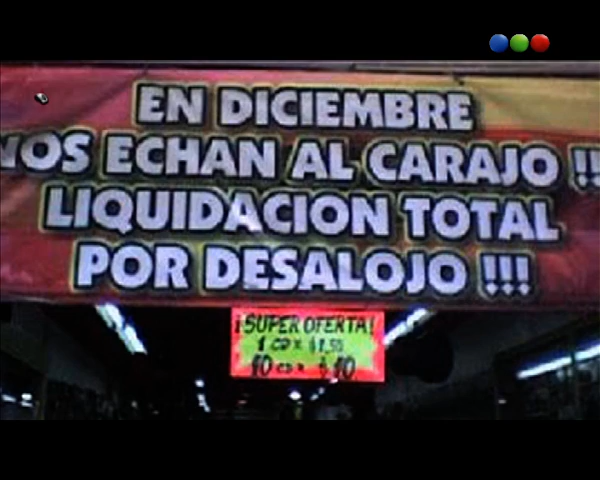 EN DICIEMBRE
NOS ECHAN AL CARAJO !!
LIQUIDACION TOTAL
POR DESALOJO !!!
¡SUPER OFERTA!
1 CD x $1,50
10 CD x $10